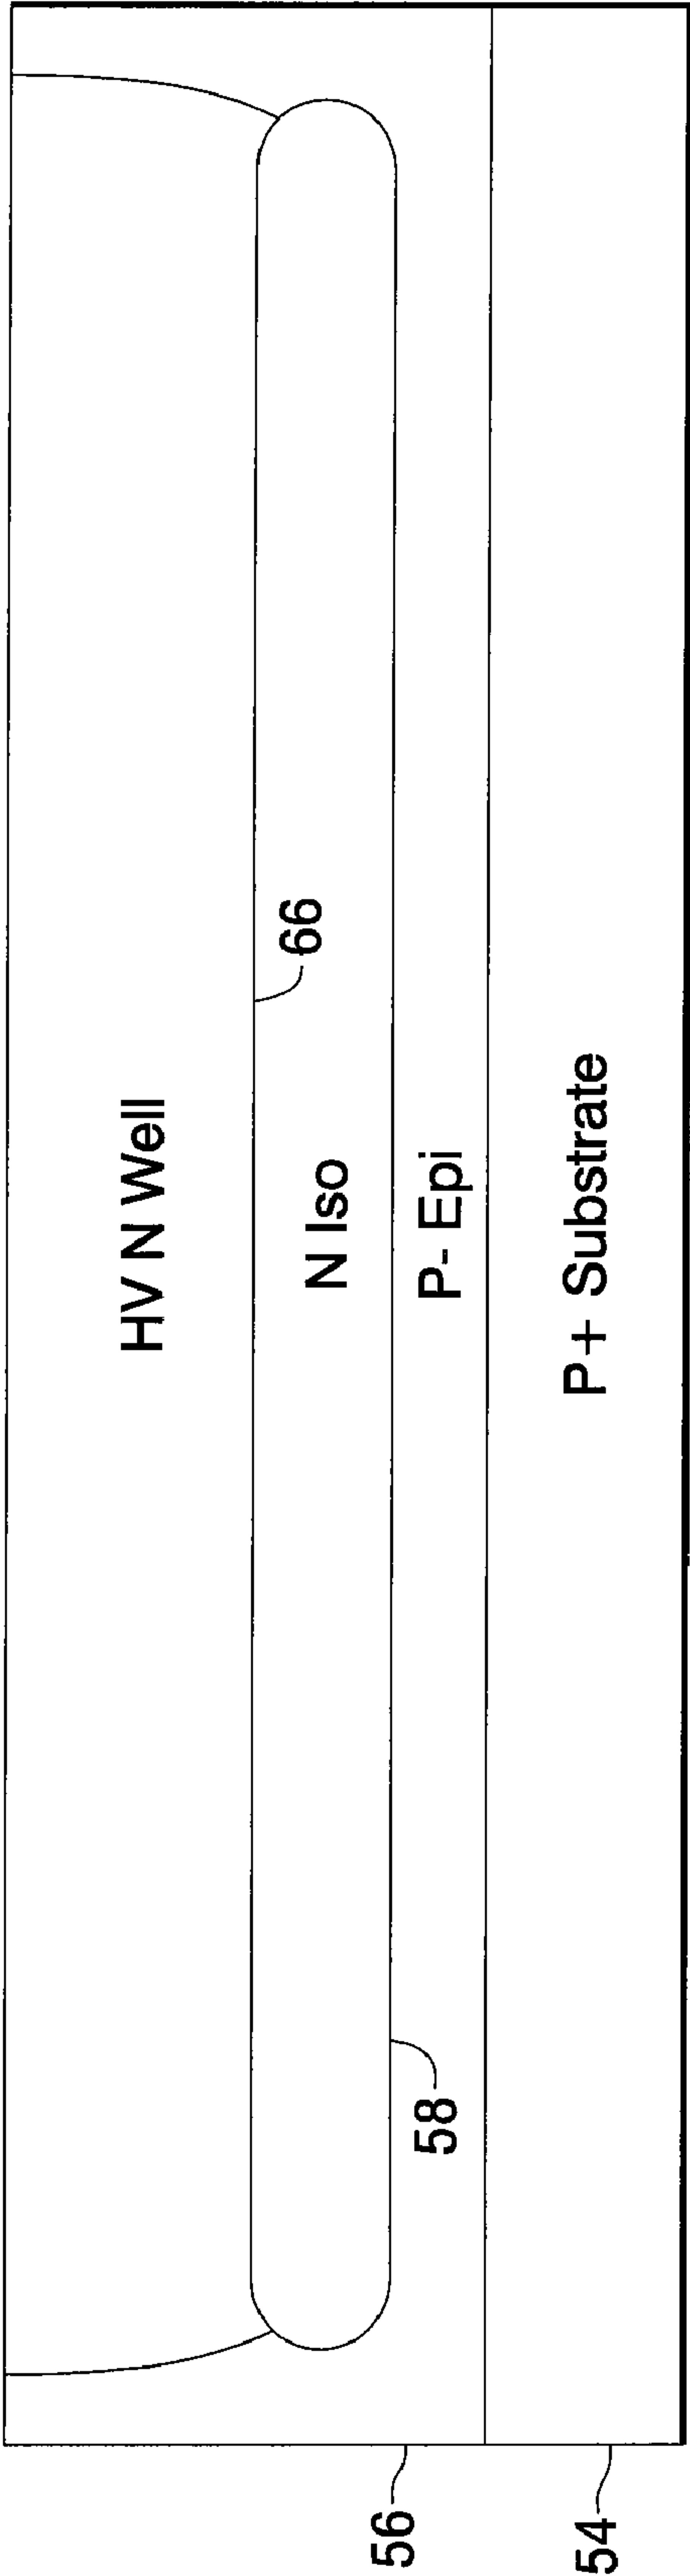 HV N Well
66
N Iso
58
P- Epi
56
P+ Substrate
54